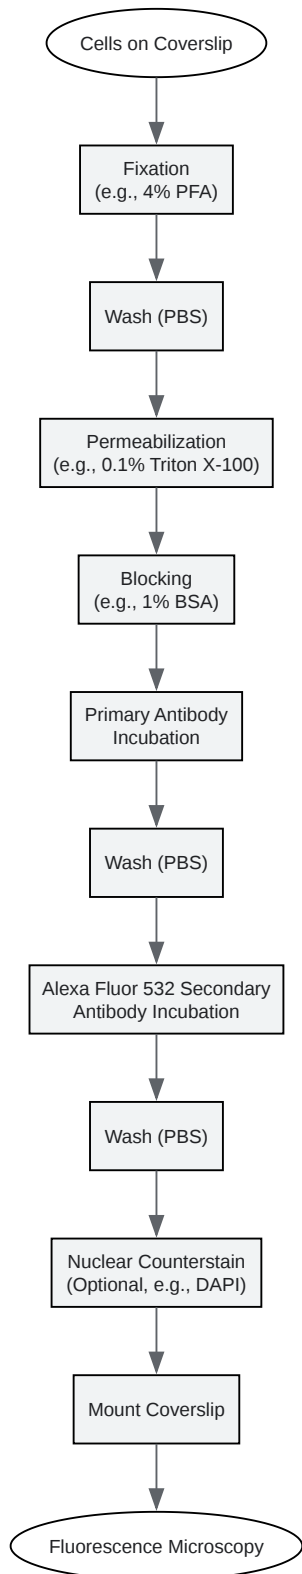 Cells on Coverslip
Fixation
(e.g., 4% PFA)
Wash (PBS)
Permeabilization
(e.g., 0.1% Triton X-100)
Blocking
(e.g., 1% BSA)
Primary Antibody
Incubation
Wash (PBS)
Alexa Fluor 532 Secondary
Antibody Incubation
Wash (PBS)
Nuclear Counterstain
(Optional, e.g., DAPI)
Mount Coverslip
Fluorescence Microscopy